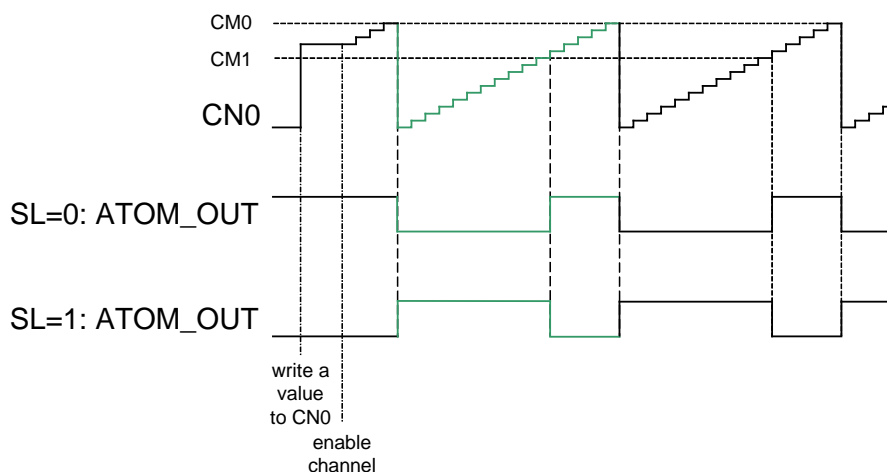 CM0
CM1
CN0
SL=0: ATOM_OUT
SL=1: ATOM_OUT
write a
value
to CN0
enable
channel